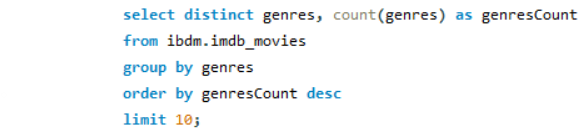 select distinct genres, count(genres) as genresCount
from ibdm.imdb_movies
group by genres
order by genresCount desc
limit 10;